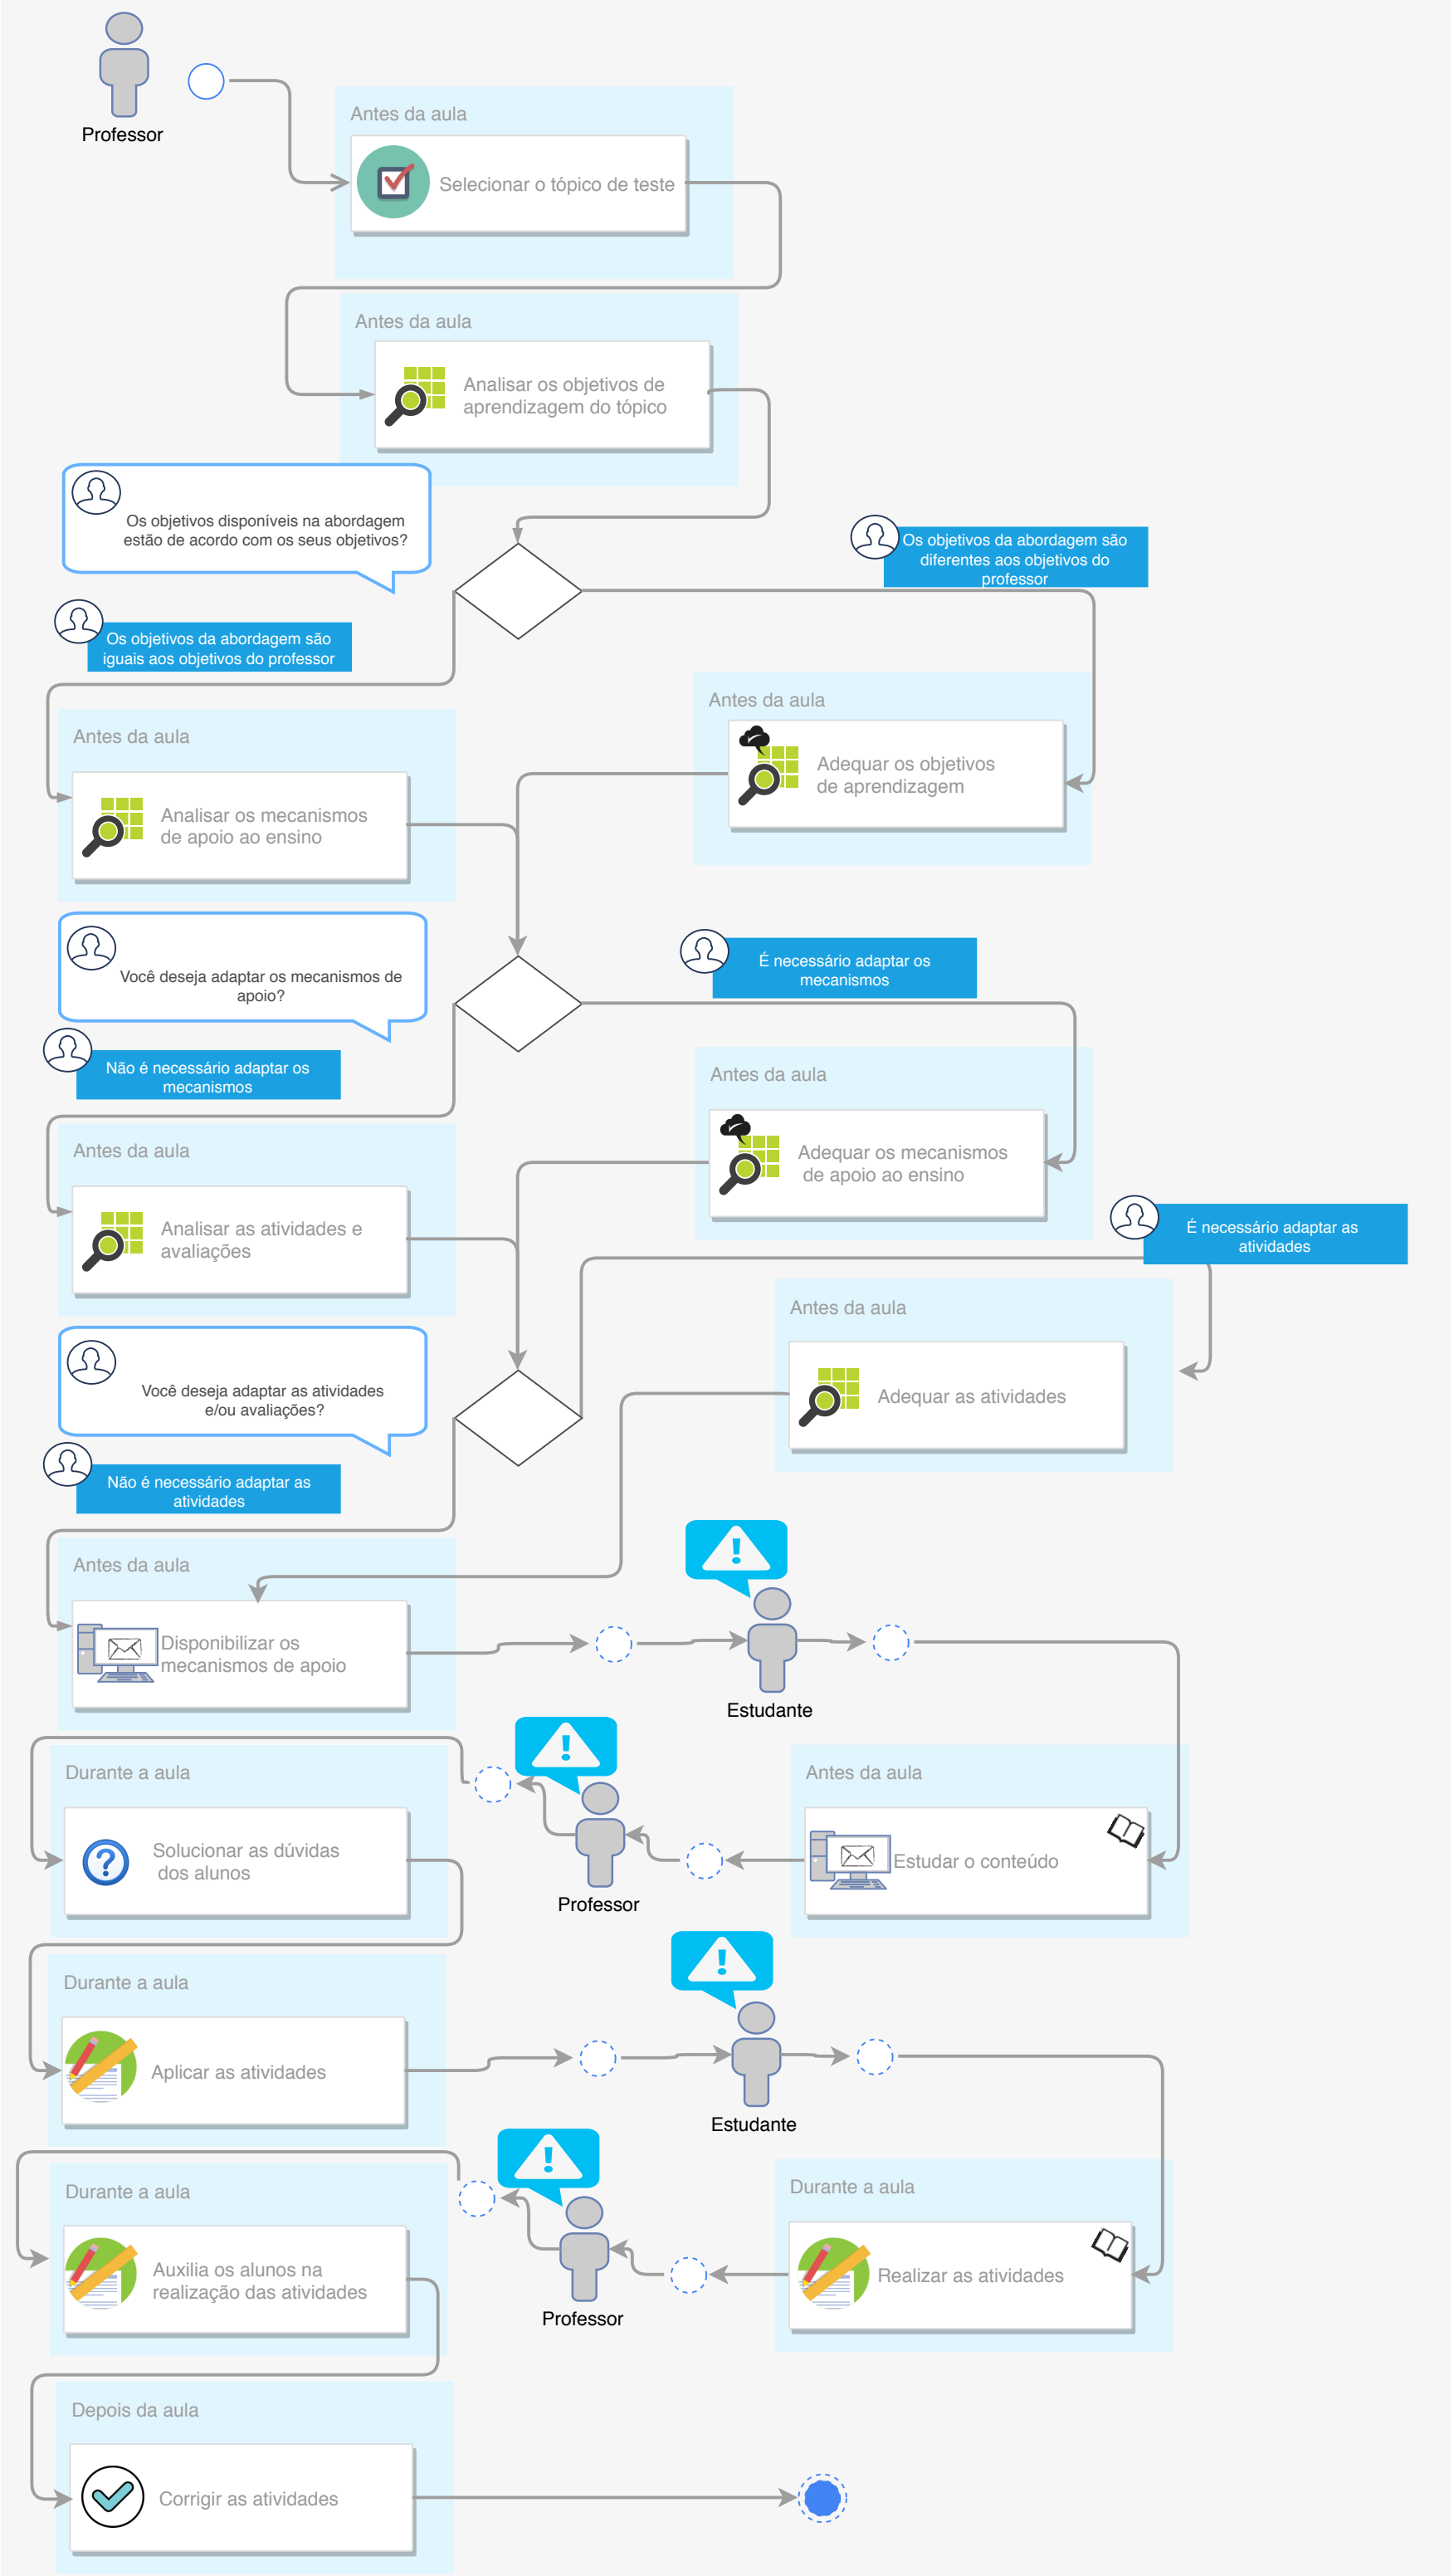 Professor
Antes da aula
Selecionar o tópico de teste
Antes da aula
Analisar os objetivos de
aprendizagem do tópico
Os objetivos disponíveis na abordagem
estão de acordo com os seus objetivos?
Os objetivos da abordagem são
diferentes aos objetivos do
professor
Os objetivos da abordagem são
iguais aos objetivos do professor
Antes da aula
Adequar os objetivos
de aprendizagem
Antes da aula
Analisar os mecanismos
de apoio ao ensino
Você deseja adaptar os mecanismos de
apoio?
É necessário adaptar os
mecanismos
Não é necessário adaptar os
mecanismos
Antes da aula
Adequar os mecanismos
de apoio ao ensino
Antes da aula
Analisar as atividades e
avaliações
É necessário adaptar as
atividades
Antes da aula
Adequar as atividades
Você deseja adaptar as atividades
e/ou avaliações?
Não é necessário adaptar as
atividades
Antes da aula
Disponibilizar os
mecanismos de apoio
Estudante
Durante a aula
Solucionar as dúvidas
dos alunos
Professor
Antes da aula
Estudar o conteúdo
Durante a aula
Aplicar as atividades
Estudante
Durante a aula
Auxilia os alunos na
realização das atividades
Professor
Durante a aula
Realizar as atividades
Depois da aula
Corrigir as atividades